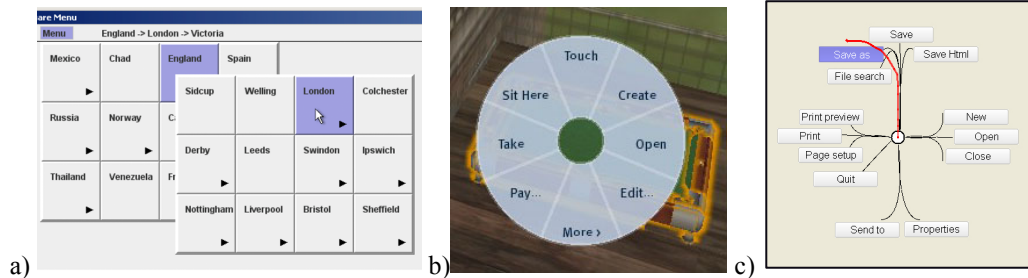 are Menu
Menu England -> London -> Victoria
Mexico Chad England Spain
Sidcup Welling London Colchester
Russia Norway
Derby Leeds Swindon Ipswich
Thailand Venezuela
Nottingham Liverpool Bristol Sheffield
a)
Touch
Sit Here Create
Take Open
Pay... Edit...
More >
b)
Save
Save as Save Html
File search
Print preview New
Print Open
Page setup Close
Quit
Send to Properties
c)